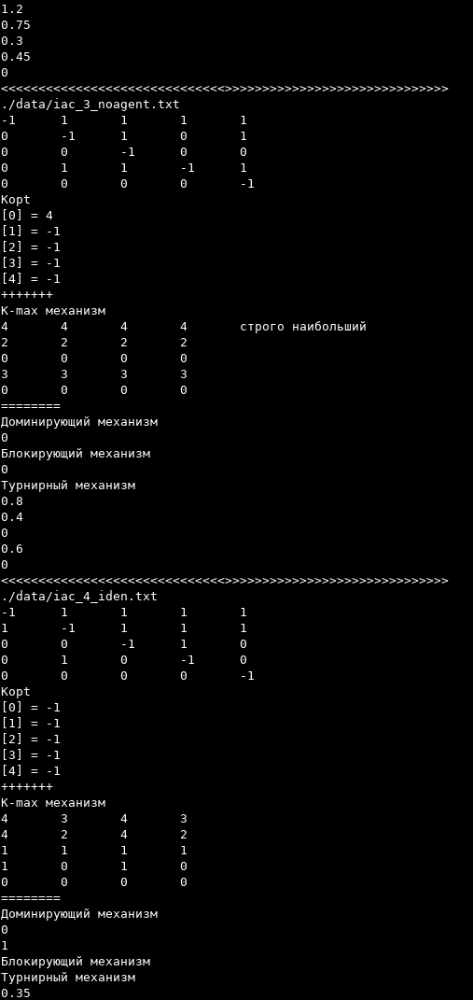 1.2
0.75
0.3
0.45
0
<<<<<<<<<<<<<<<<<<<<<<<<<<<<<<>>>>>>>>>>>>>>>>>>>>>>>>>>>>>>
./data/iac_3_noagent.txt
-1 1 1 1 1
0 -1 1 0 1
0 0 -1 0 0
0 1 1 -1 1
0 0 0 0 -1
Kopt
[0] = 4
[1] = -1
[2] = -1
[3] = -1
[4] = -1
+++++++
K-max механизм
4 4 4 4 строго наибольший
2 2 2 2
0 0 0 0
3 3 3 3
0 0 0 0
========
Доминирующий механизм
0
Блокирующий механизм
0
Турнирный механизм
0.8
0.4
0
0.6
0
<<<<<<<<<<<<<<<<<<<<<<<<<<<<<<>>>>>>>>>>>>>>>>>>>>>>>>>>>>>>
./data/iac_4_iden.txt
-1 1 1 1 1
1 -1 1 1 1
0 0 -1 1 0
0 1 0 -1 0
0 0 0 0 -1
Kopt
[0] = -1
[1] = -1
[2] = -1
[3] = -1
[4] = -1
+++++++
K-max механизм
4 3 4 3
4 2 4 2
1 1 1 1
1 0 1 0
0 0 0 0
========
Доминирующий механизм
0
1
Блокирующий механизм
Турнирный механизм
0.35